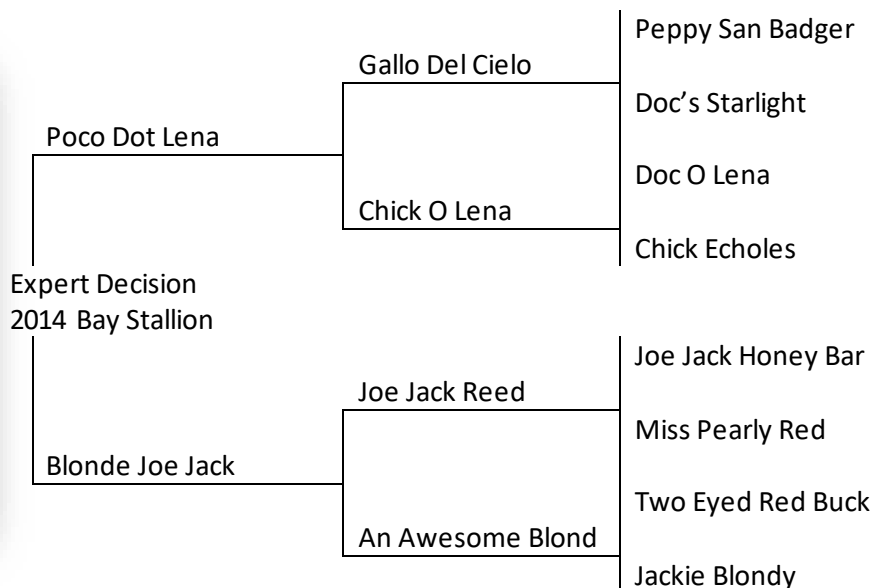 Peppy San Badger
Gallo Del Cielo
Doc’s Starlight
Poco Dot Lena
Doc O Lena
Chick O Lena
Chick Echoles
Expert Decision
2014 Bay Stallion
Joe Jack Honey Bar
Joe Jack Reed
Miss Pearly Red
Blonde Joe Jack
Two Eyed Red Buck
An Awesome Blond
Jackie Blondy